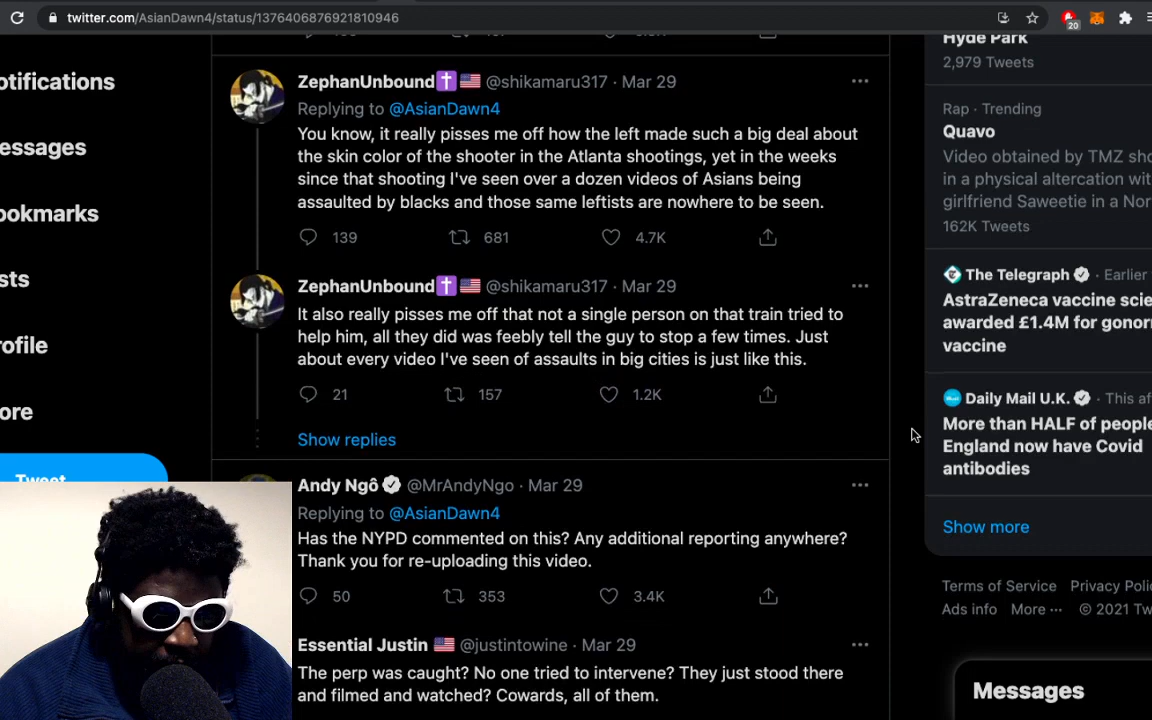 twitter.com/AsianDawn4/status/1376406876921810946
20
otifications
essages
ookmarks
sts
rofile
ore
Tweet
ZephanUnbound✝️🇺🇸 @shikamaru317 · Mar 29
Replying to @AsianDawn4
You know, it really pisses me off how the left made such a big deal about
the skin color of the shooter in the Atlanta shootings, yet in the weeks
since that shooting I've seen over a dozen videos of Asians being
assaulted by blacks and those same leftists are nowhere to be seen.
139 681 4.7K
ZephanUnbound✝️🇺🇸 @shikamaru317 · Mar 29
It also really pisses me off that not a single person on that train tried to
help him, all they did was feebly tell the guy to stop a few times. Just
about every video I've seen of assaults in big cities is just like this.
21 157 1.2K
Show replies
Andy Ngô @MrAndyNgo · Mar 29
Replying to @AsianDawn4
Has the NYPD commented on this? Any additional reporting anywhere?
Thank you for re-uploading this video.
50 353 3.4K
Essential Justin 🇺🇸 @justintowine · Mar 29
The perp was caught? No one tried to intervene? They just stood there
and filmed and watched? Cowards, all of them.
Hyde Park
2,979 Tweets
Rap · Trending
Quavo
Video obtained by TMZ sho
in a physical altercation wit
girlfriend Saweetie in a Nor
162K Tweets
The Telegraph · Earlier
AstraZeneca vaccine scie
awarded £1.4M for gonorr
vaccine
Daily Mail U.K. · This af
More than HALF of people
England now have Covid
antibodies
Show more
Terms of Service Privacy Poli
Ads info More ··· © 2021 Tw
Messages